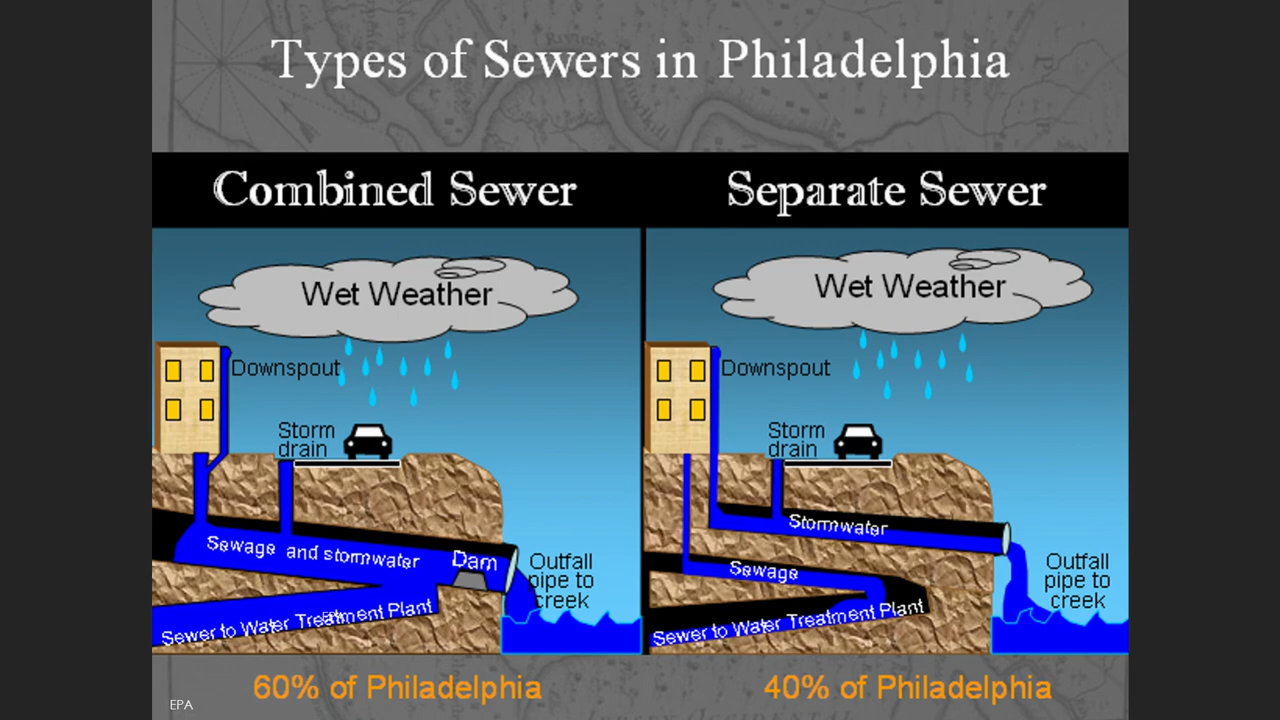 Types of Sewers in Philadelphia
Combined Sewer
Separate Sewer
Wet Weather
Downspout
Storm
drain
Sewage and stormwater
Dam
Outfall
pipe to
creek
Sewer to Water Treatment Plant
EPA
60% of Philadelphia
Wet Weather
Downspout
Storm
drain
Stormwater
Sewage
Outfall
pipe to
creek
Sewer to Water Treatment Plant
40% of Philadelphia
EPA